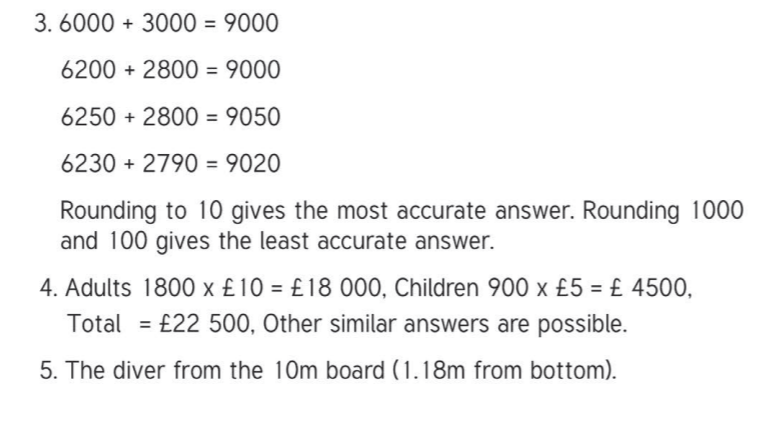 3. 6000 + 3000 = 9000
6200 + 2800 = 9000
6250 + 2800 = 9050
6230 + 2790 = 9020
Rounding to 10 gives the most accurate answer. Rounding 1000
and 100 gives the least accurate answer.
4. Adults 1800 x £10 = £18 000, Children 900 x £5 = £ 4500,
Total = £22 500, Other similar answers are possible.
5. The diver from the 10m board (1.18m from bottom).